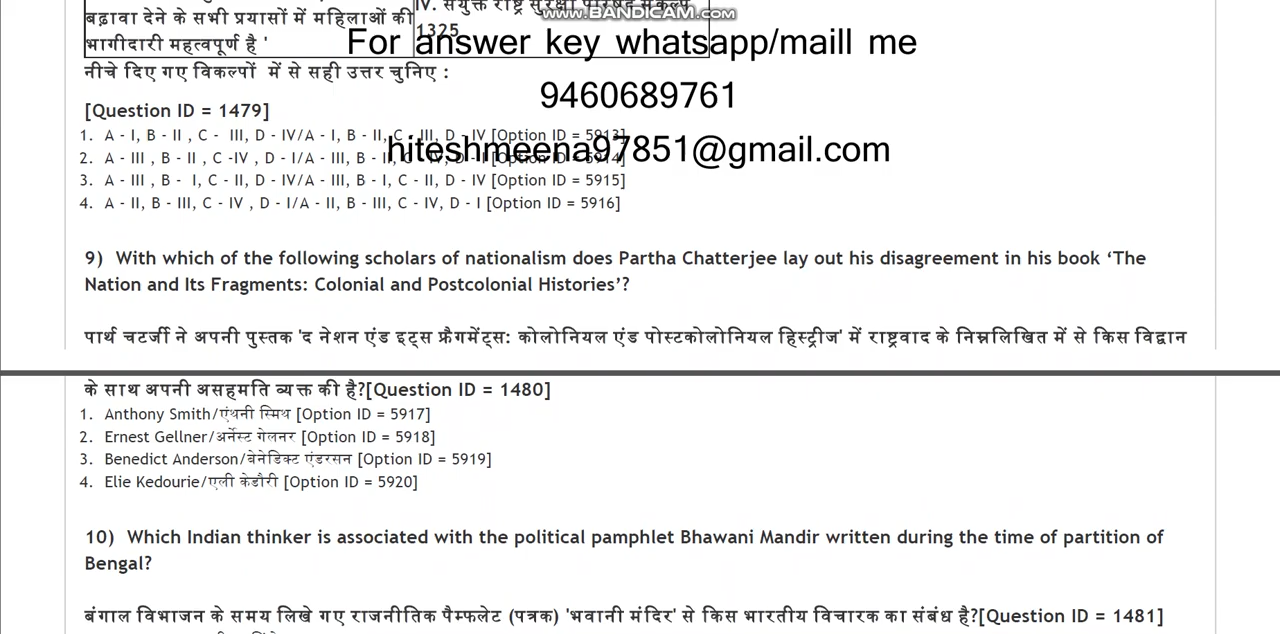 IV. संयुक्त राष्ट्र सुरक्षा परिषद संकल्प
www.BANDICAM.com
बढ़ावा देने के सभी प्रयासों में महिलाओं की
1325
भागीदारी महत्वपूर्ण है '
For answer key whatsapp/maill me
नीचे दिए गए विकल्पों में से सही उत्तर चुनिए :
9460689761
[Question ID = 1479]
1. A - I, B - II , C - III, D - IV/A - I, B - II, C - III, D - IV [Option ID = 5913]
hiteshmeena97851@gmail.com
2. A - III , B - II , C -IV , D - I/A - III, B - II, C - IV, D - I [Option ID = 5914]
3. A - III , B - I, C - II, D - IV/A - III, B - I, C - II, D - IV [Option ID = 5915]
4. A - II, B - III, C - IV , D - I/A - II, B - III, C - IV, D - I [Option ID = 5916]
9) With which of the following scholars of nationalism does Partha Chatterjee lay out his disagreement in his book ‘The
Nation and Its Fragments: Colonial and Postcolonial Histories’?
पार्थ चटर्जी ने अपनी पुस्तक 'द नेशन एंड इट्स फ्रैगमेंट्स: कोलोनियल एंड पोस्टकोलोनियल हिस्ट्रीज' में राष्ट्रवाद के निम्नलिखित में से किस विद्वान
के साथ अपनी असहमति व्यक्त की है?[Question ID = 1480]
1. Anthony Smith/एंथनी स्मिथ [Option ID = 5917]
2. Ernest Gellner/अर्नेस्ट गेलनर [Option ID = 5918]
3. Benedict Anderson/बेनेडिक्ट एंडरसन [Option ID = 5919]
4. Elie Kedourie/एली केडौरी [Option ID = 5920]
10) Which Indian thinker is associated with the political pamphlet Bhawani Mandir written during the time of partition of
Bengal?
बंगाल विभाजन के समय लिखे गए राजनीतिक पैम्फलेट (पत्रक) 'भवानी मंदिर' से किस भारतीय विचारक का संबंध है?[Question ID = 1481]